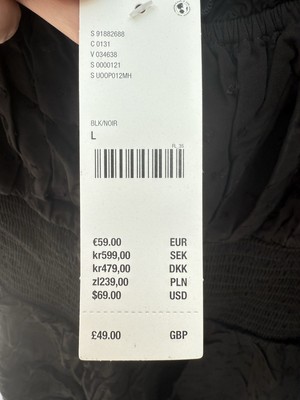 S 91882688
C 0131
V 034638
S 0000121
S UOOP012MH
BLK/NOIR
L
€59.00 EUR
kr599,00 SEK
kr479,00 DKK
zl239,00 PLN
$69.00 USD
£49.00 GBP